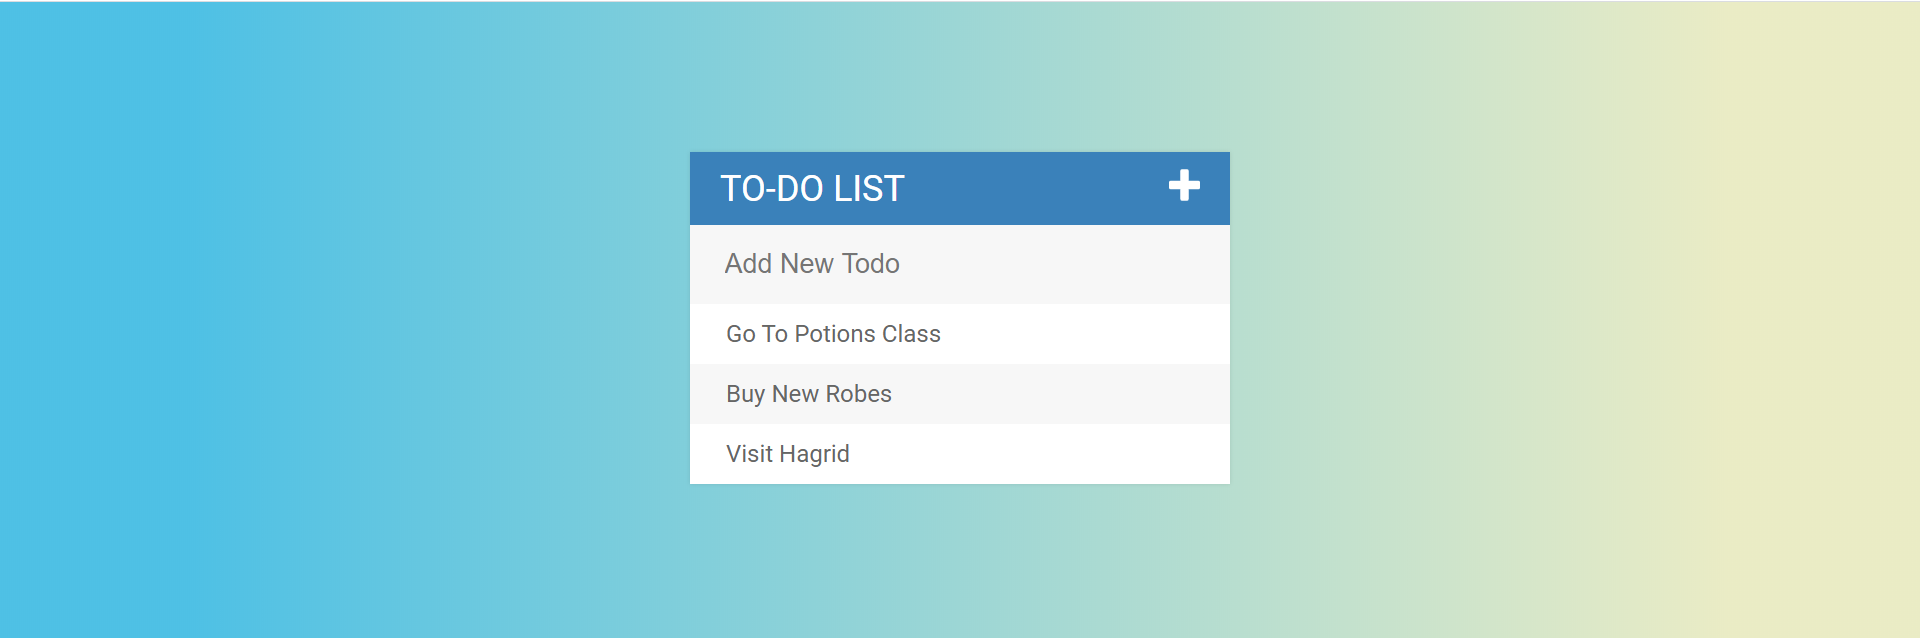 TO-DO LIST
Add New Todo
Go To Potions Class
Buy New Robes
Visit Hagrid